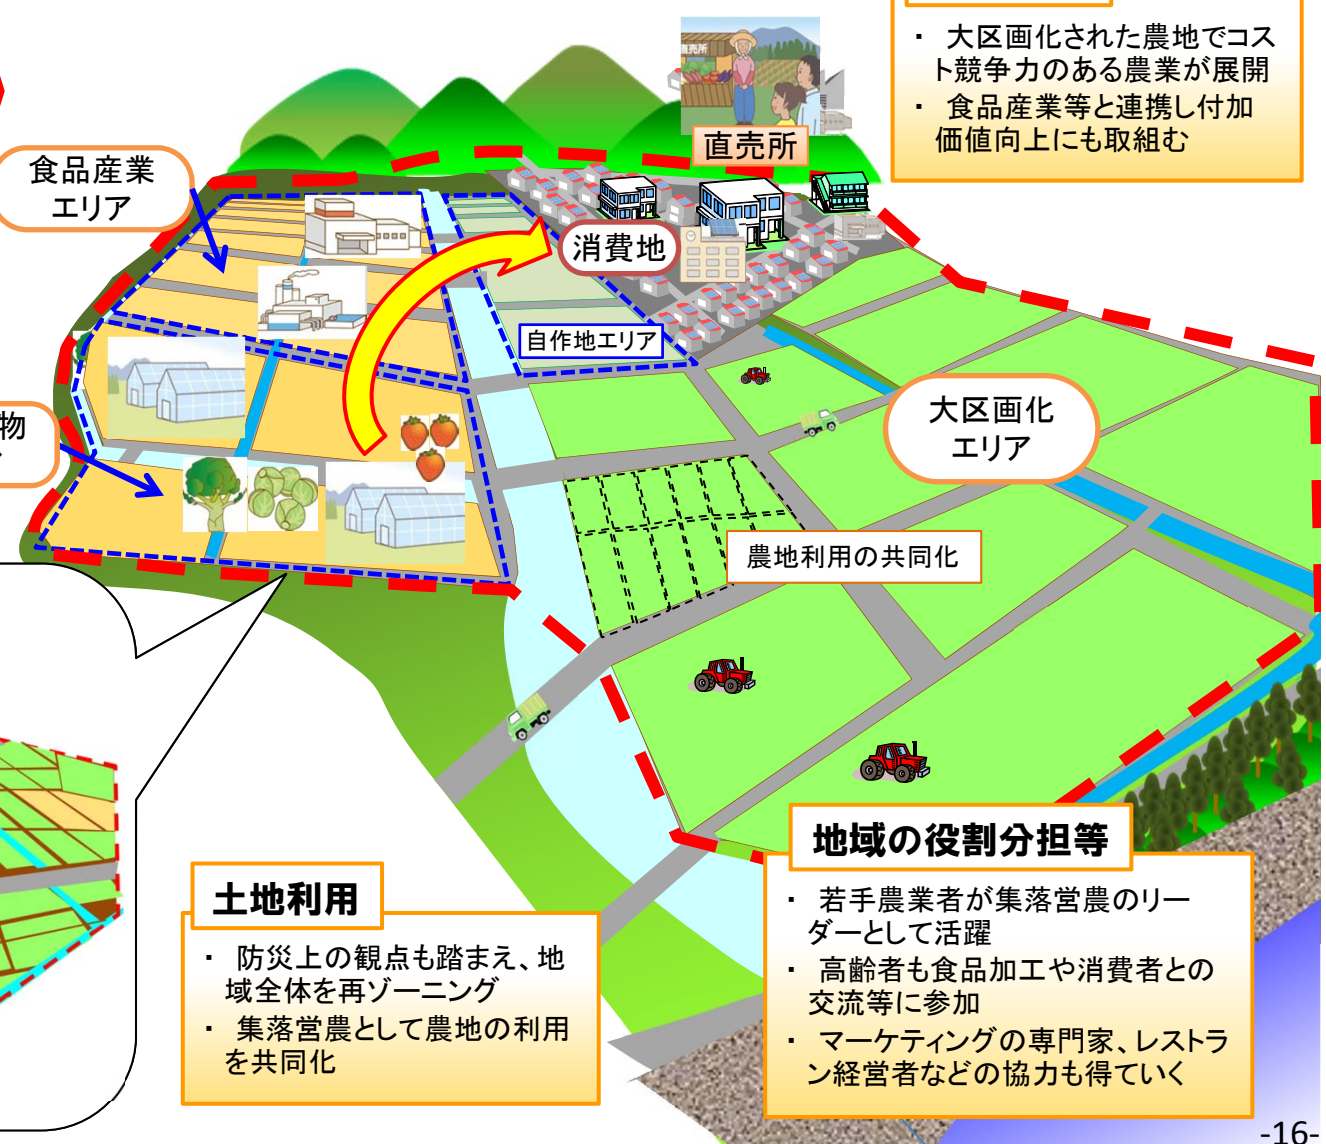 ・ 大区画化された農地でコス
ト競争力のある農業が展開
・ 食品産業等と連携し付加
価値向上にも取組む
直売所
直売所
食品産業
エリア
消費地
自作地エリア
大区画化
エリア
物
農地利用の共同化
地域の役割分担等
・ 若手農業者が集落営農のリー
ダーとして活躍
・ 高齢者も食品加工や消費者との
交流等に参加
・ マーケティングの専門家、レストラ
ン経営者などの協力も得ていく
土地利用
・ 防災上の観点も踏まえ、地
域全体を再ゾーニング
・ 集落営農として農地の利用
を共同化
-16-